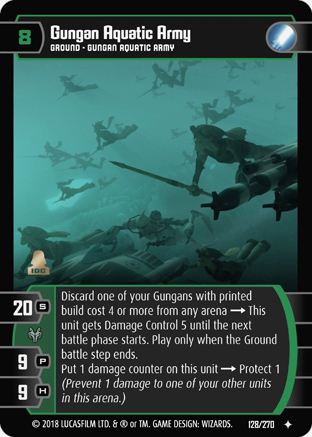 8
Gungan Aquatic Army
GROUND - GUNGAN AQUATIC ARMY
IDC
20 S
9 P
9 H
Discard one of your Gungans with printed
build cost 4 or more from any arena → This
unit gets Damage Control 5 until the next
battle phase starts. Play only when the Ground
battle step ends.
Put 1 damage counter on this unit → Protect 1
(Prevent 1 damage to one of your other units
in this arena.)
© 2018 LUCASFILM LTD. & ® or TM. GAME DESIGN: WIZARDS. 128/270